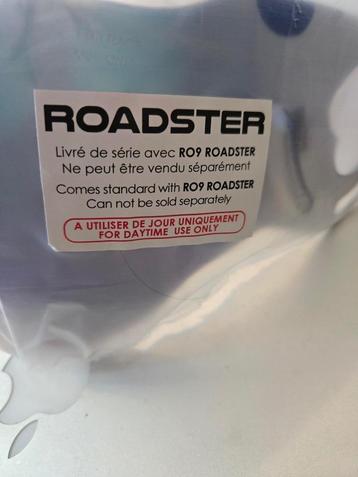 ROADSTER
Livré de série avec RO9 ROADSTER
Ne peut être vendu séparément
Comes standard with RO9 ROADSTER
Can not be sold separately
A UTILISER DE JOUR UNIQUEMENT
FOR DAYTIME USE ONLY